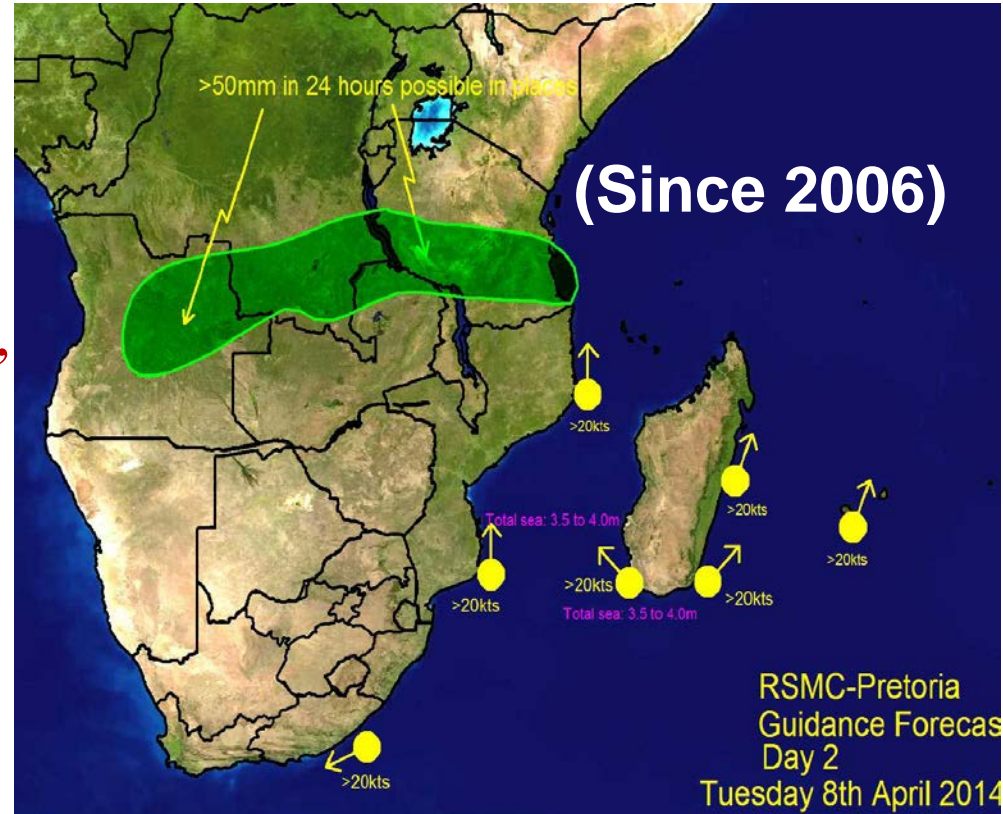 >50mm in 24 hours possible in places
(Since 2006)
,
>20kts
>20kts
Total sea: 3.5 to 4.0m
>20kts
>20kts
>20kts
>20kts
Total sea: 3.5 to 4.0m
>20kts
RSMC-Pretoria
Guidance Forecas
Day 2
Tuesday 8th April 2014